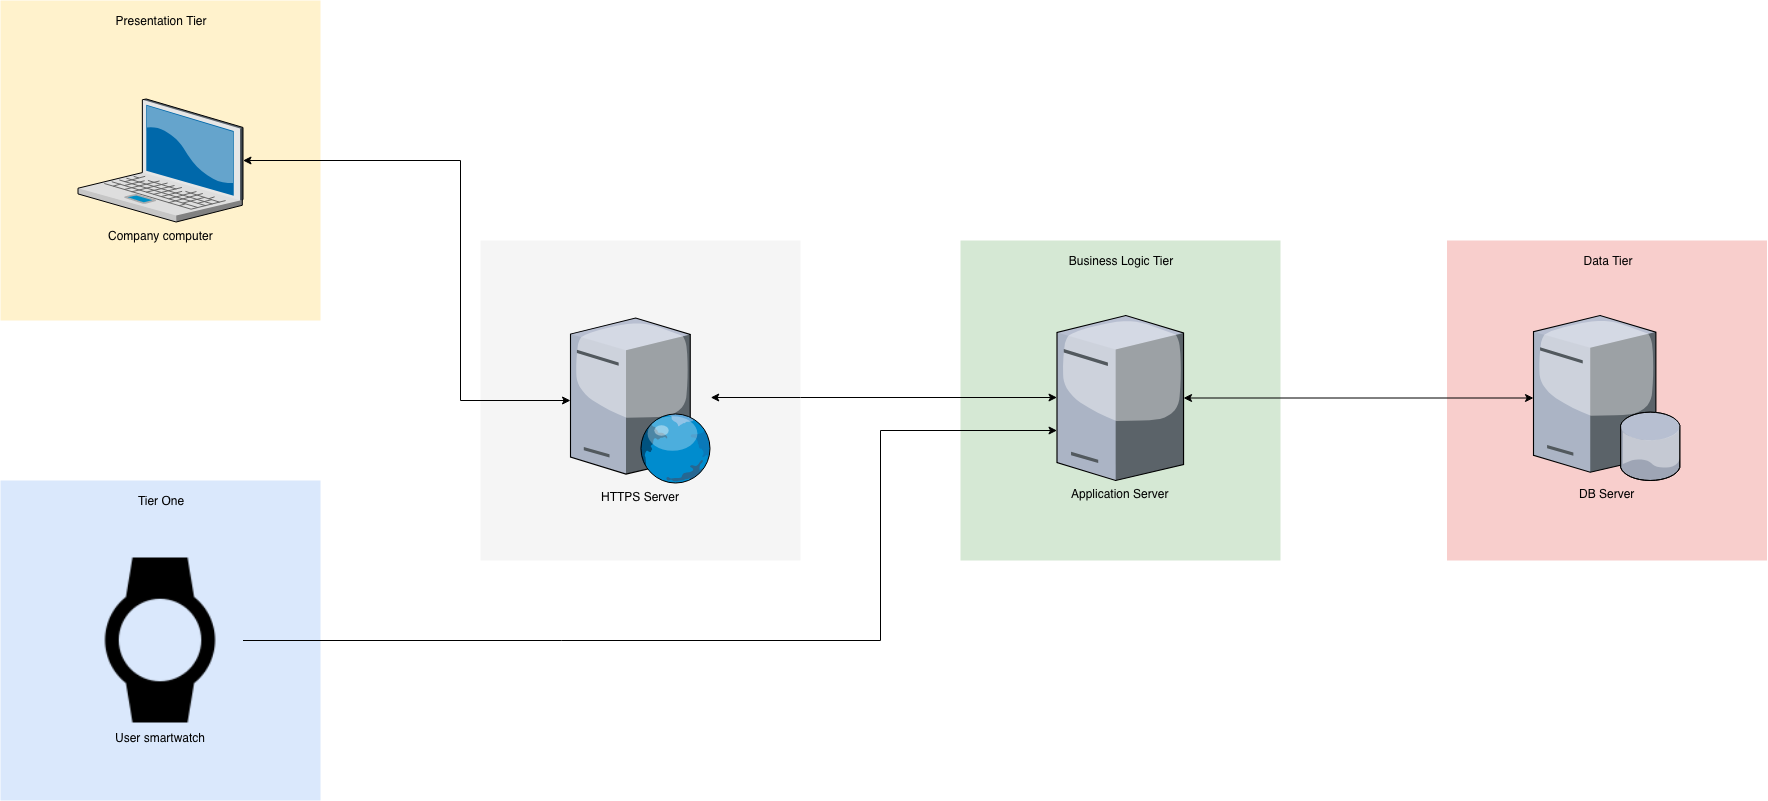 Presentation Tier
Company computer
Business Logic Tier
Data Tier
HTTPS Server
Application Server
DB Server
Tier One
User smartwatch